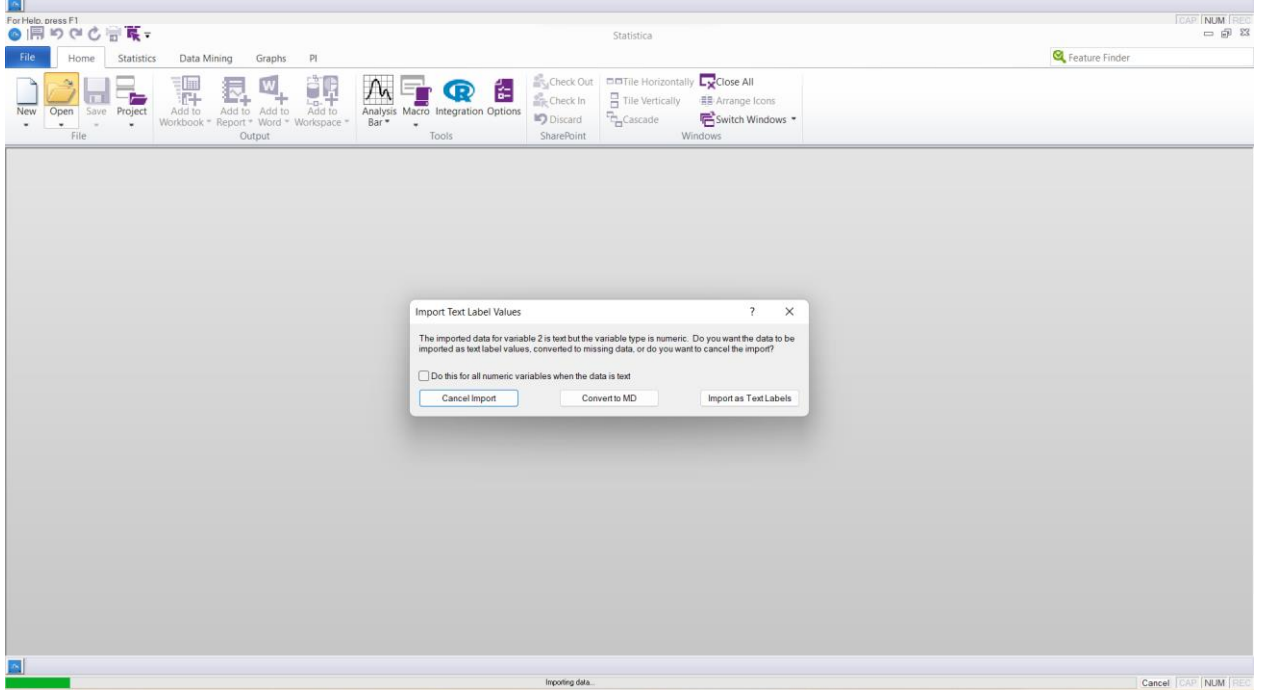 For Help, press F1
CAP NUM REC
Statistica
File Home Statistics Data Mining Graphs PI
Feature Finder
New Open Save Project
Add to Workbook Add to Report Add to Word Add to Workspace
Analysis Bar Macro Integration Options
Check Out
Check In
Discard
Tile Horizontally
Tile Vertically
Cascade
Close All
Arrange Icons
Switch Windows
File Output Tools SharePoint Windows
Import Text Label Values ?
The imported data for variable 2 is text but the variable type is numeric. Do you want the data to be
imported as text label values, converted to missing data, or do you want to cancel the import?
Do this for all numeric variables when the data is text
Cancel Import Convert to MD Import as Text Labels
Importing data...
Cancel CAP NUM REC